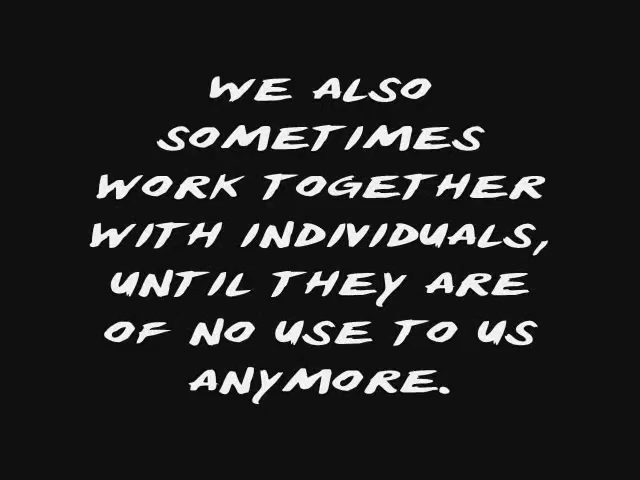 WE ALSO
SOMETIMES
WORK TOGETHER
WITH INDIVIDUALS,
UNTIL THEY ARE
OF NO USE TO US
ANYMORE.